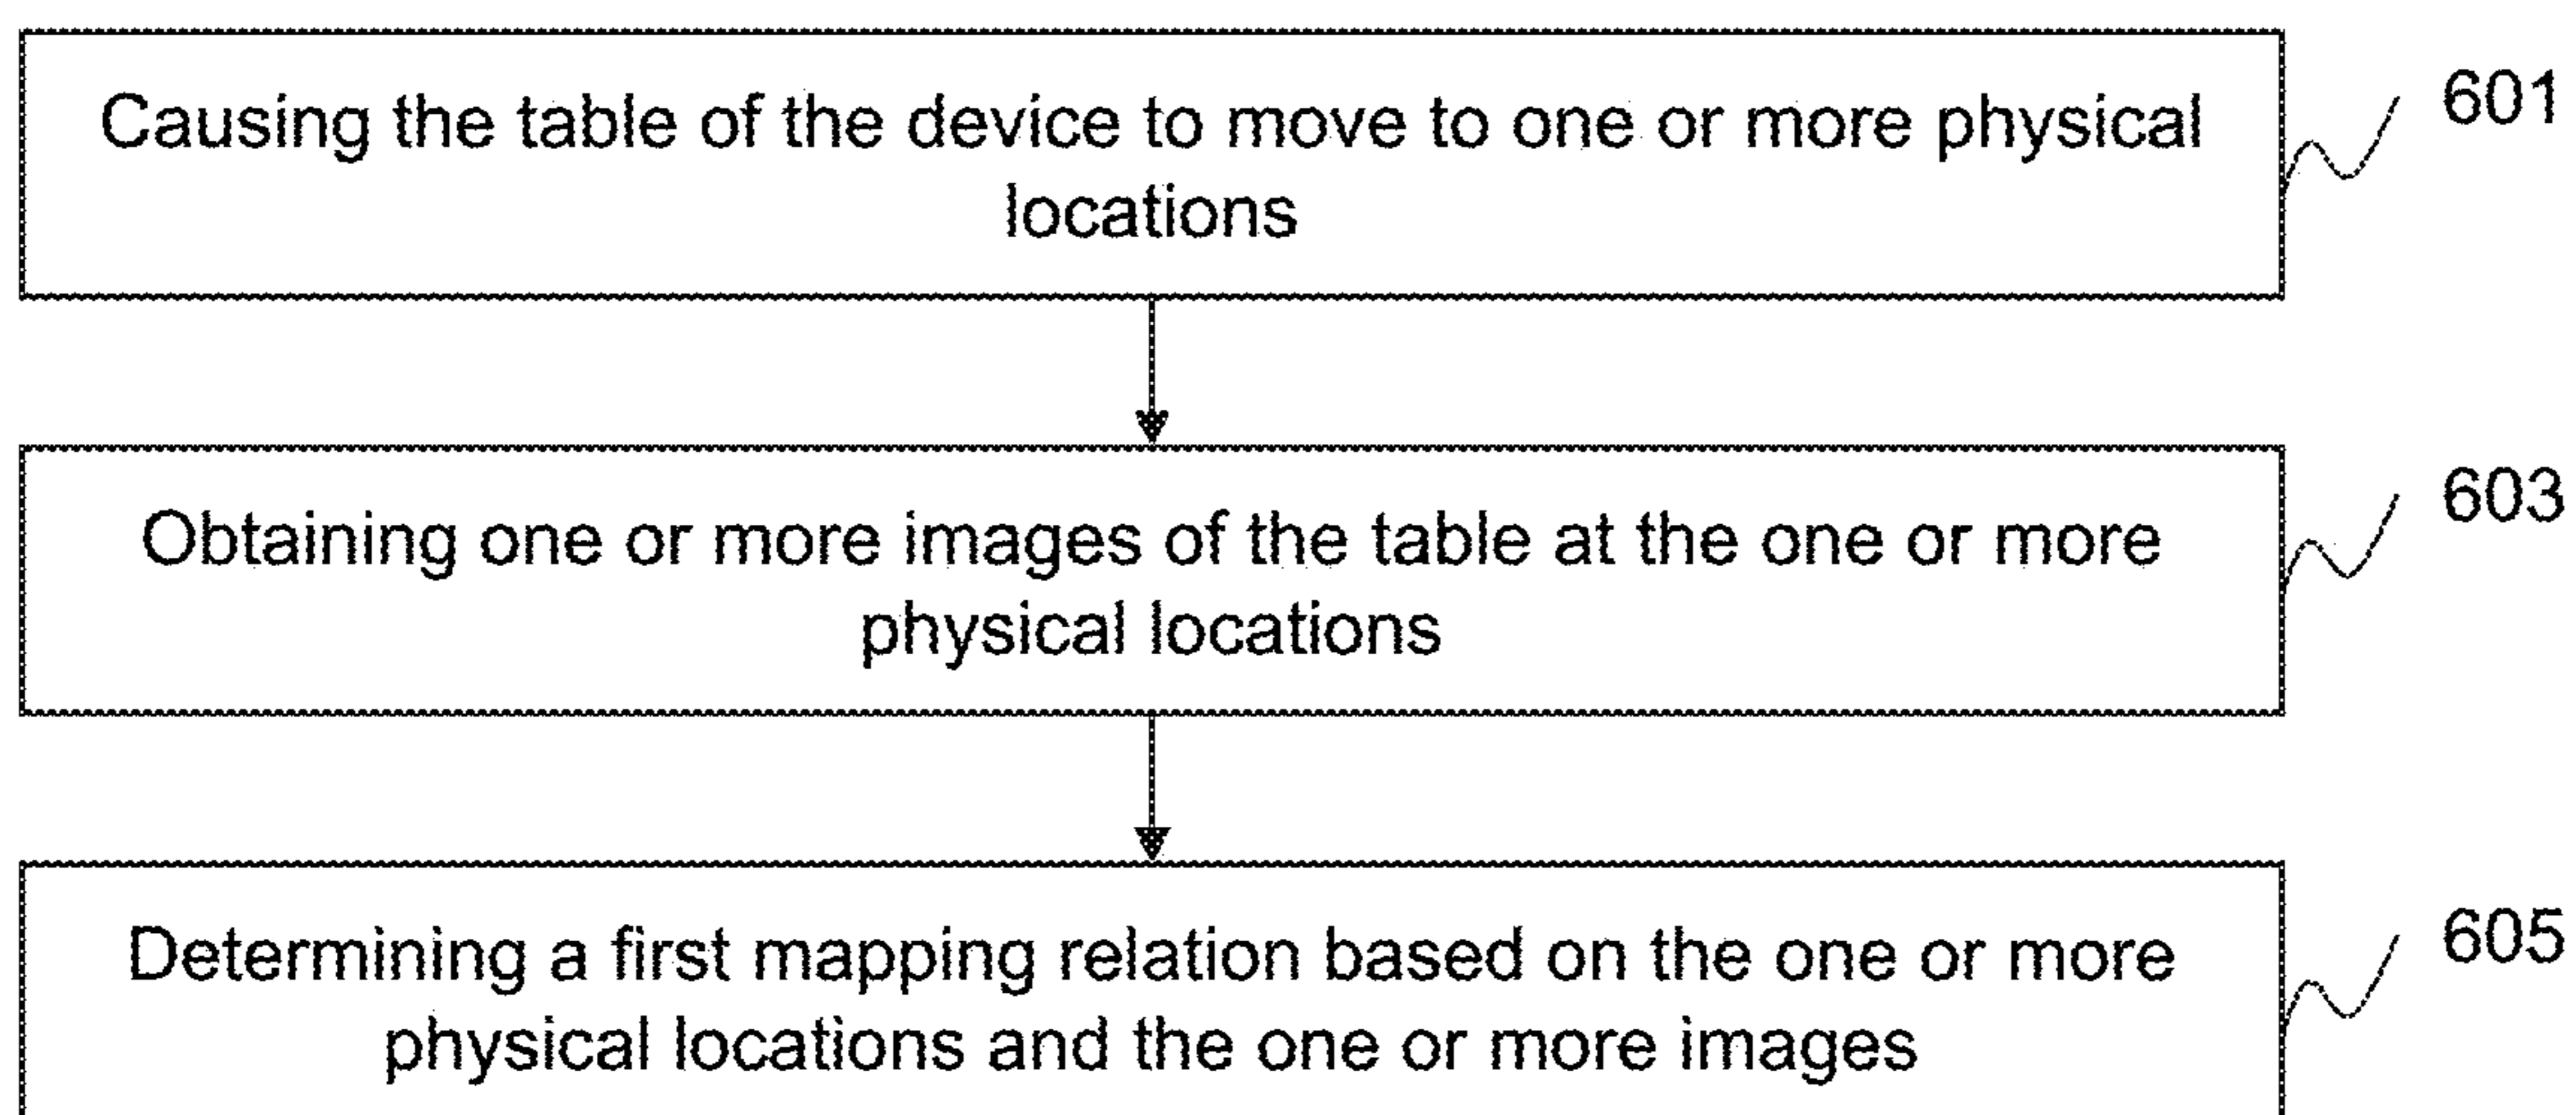 Causing the table of the device to move to one or more physical
locations
601
Obtaining one or more images of the table at the one or more
physical locations
603
Determining a first mapping relation based on the one or more
physical locations and the one or more images
605